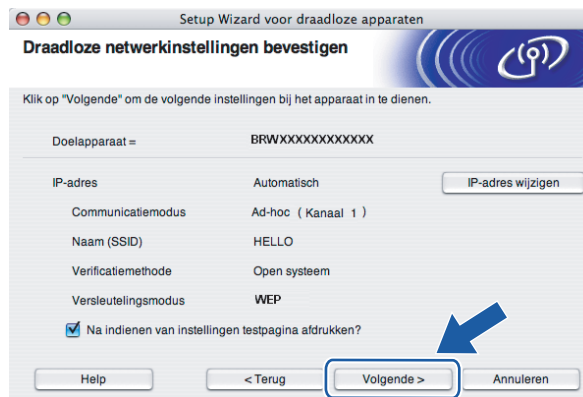 Setup Wizard voor draadloze apparaten
Draadloze netwerkinstellingen bevestigen
Klik op "Volgende" om de volgende instellingen bij het apparaat in te dienen.
Doelapparaat = BRWXXXXXXXXXXXX
IP-adres Automatisch IP-adres wijzigen
Communicatiemodus Ad-hoc ( Kanaal 1 )
Naam (SSID) HELLO
Verificatiemethode Open systeem
Versleutelingsmodus WEP
Na indienen van instellingen testpagina afdrukken?
Help < Terug Volgende > Annuleren